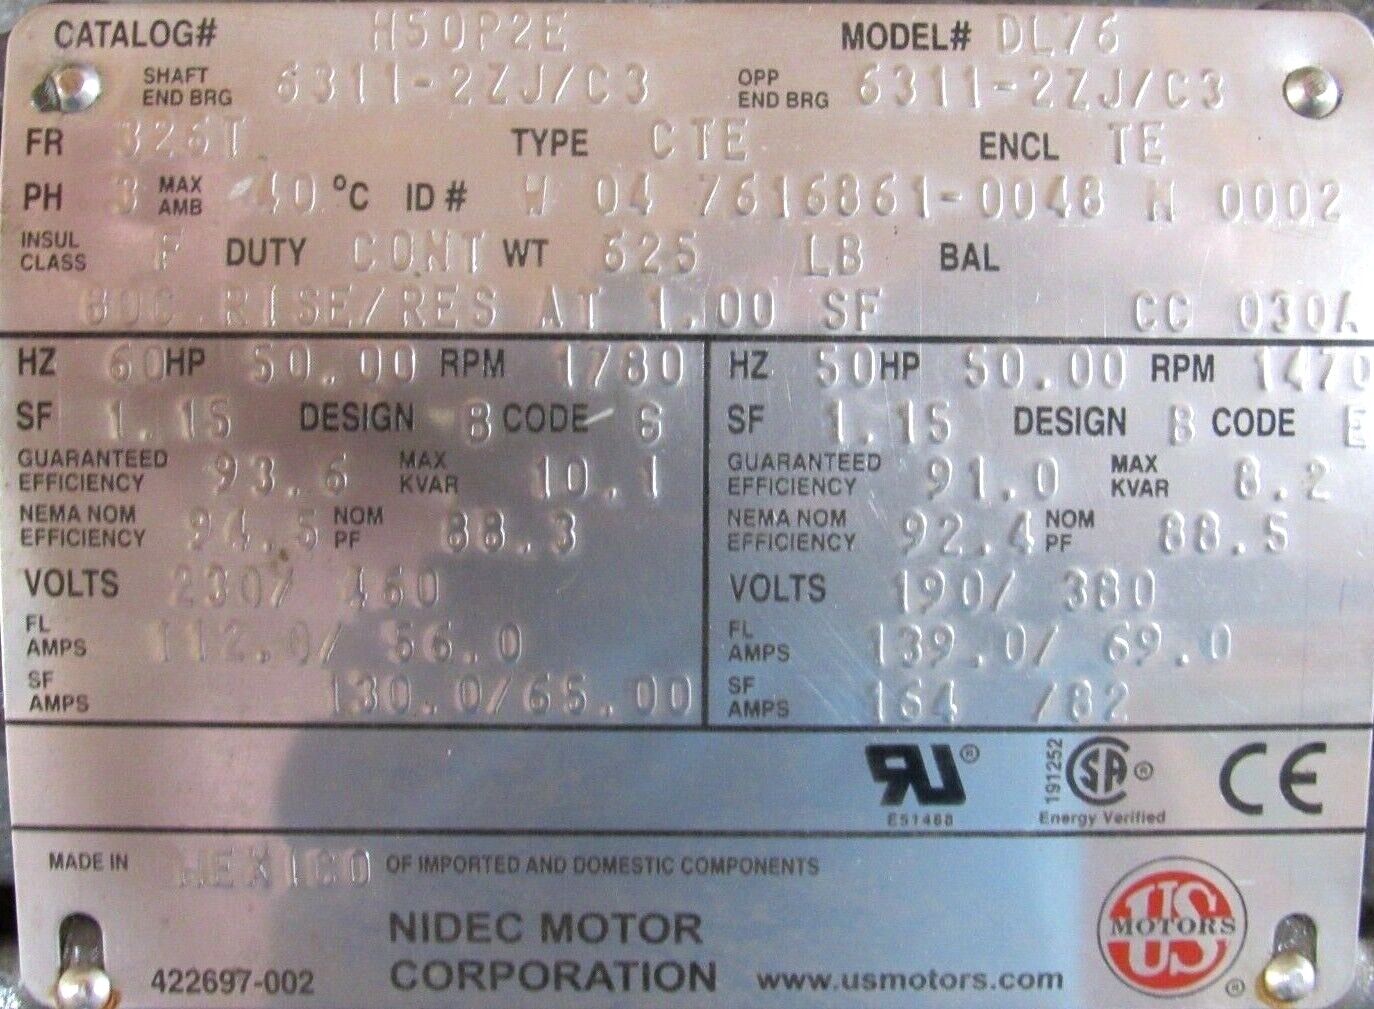 CATALOG# H50P2E MODEL# DL76
SHAFT END BRG 6311-2ZJ/C3 OPP END BRG 6311-2ZJ/C3
FR 326T TYPE CTE ENCL TE
PH 3 MAX AMB 40 °C ID# W 04 7616861-0048 M 0002
INSUL CLASS F DUTY CONT WT 625 LB BAL
80C RISE/RES AT 1.00 SF CC 030A
HZ 60 HP 50.00 RPM 1780
SF 1.15 DESIGN B CODE G
GUARANTEED EFFICIENCY 93.6 MAX KVAR 10.1
NEMA NOM EFFICIENCY 94.5 NOM PF 88.3
VOLTS 230/ 460
FL AMPS 112.0/ 56.0
SF AMPS 130.0/65.00
HZ 50 HP 50.00 RPM 1470
SF 1.15 DESIGN B CODE
GUARANTEED EFFICIENCY 91.0 MAX KVAR 8.2
NEMA NOM EFFICIENCY 92.4 NOM PF 88.5
VOLTS 190/ 380
FL AMPS 139.0/ 69.0
SF AMPS 164 /82
RU ® 191252 SA ® CE
E51468 Energy Verified
MADE IN MEXICO OF IMPORTED AND DOMESTIC COMPONENTS
US MOTORS ®
NIDEC MOTOR
422697-002 CORPORATION www.usmotors.com